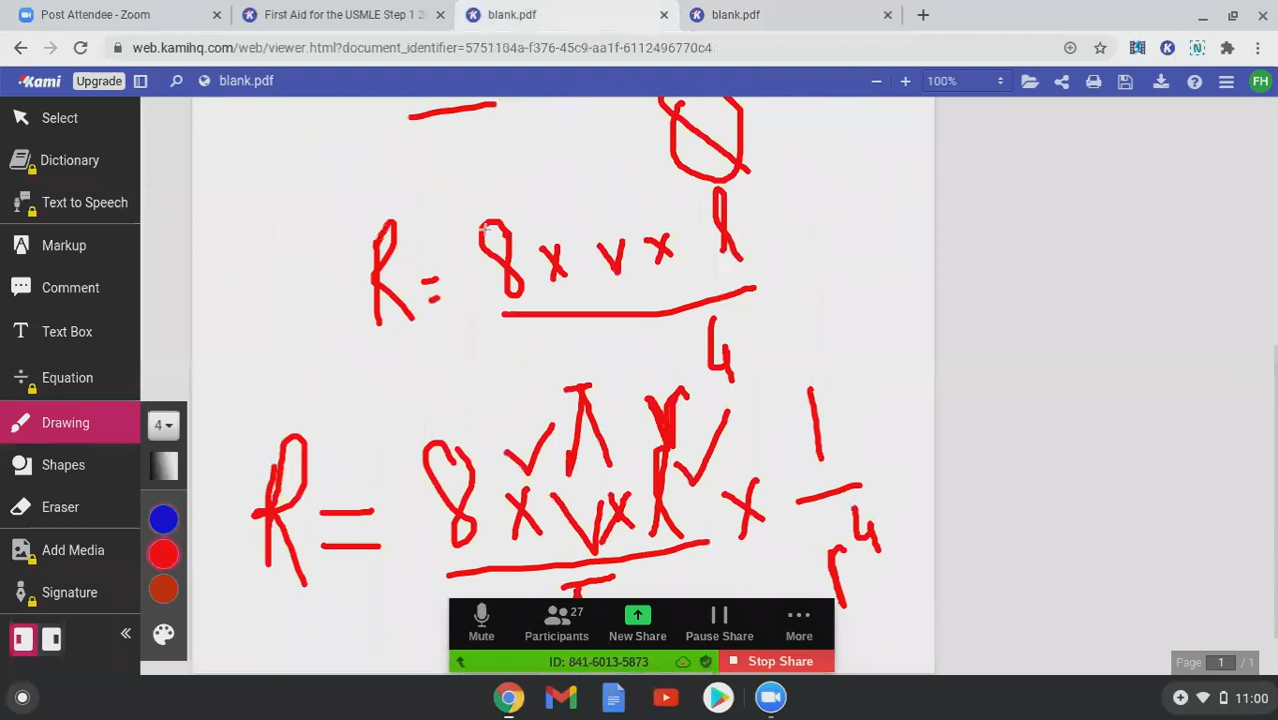 Post Attendee - Zoom
First Aid for the USMLE Step 1 2
blank.pdf
blank.pdf
web.kamihq.com/web/viewer.html?document_identifier=5751104a-f376-45c9-aa1f-6112496770c4
Kami
Upgrade
blank.pdf
100%
FH
Select
Dictionary
Text to Speech
Markup
Comment
Text Box
Equation
Drawing
4
Shapes
Eraser
Add Media
Signature
R = 8 x v x l
4
R = 8 x v x l x 1
r4
Mute
27
Participants
New Share
Pause Share
More
ID: 841-6013-5873
Stop Share
Page 1 / 1
11:00